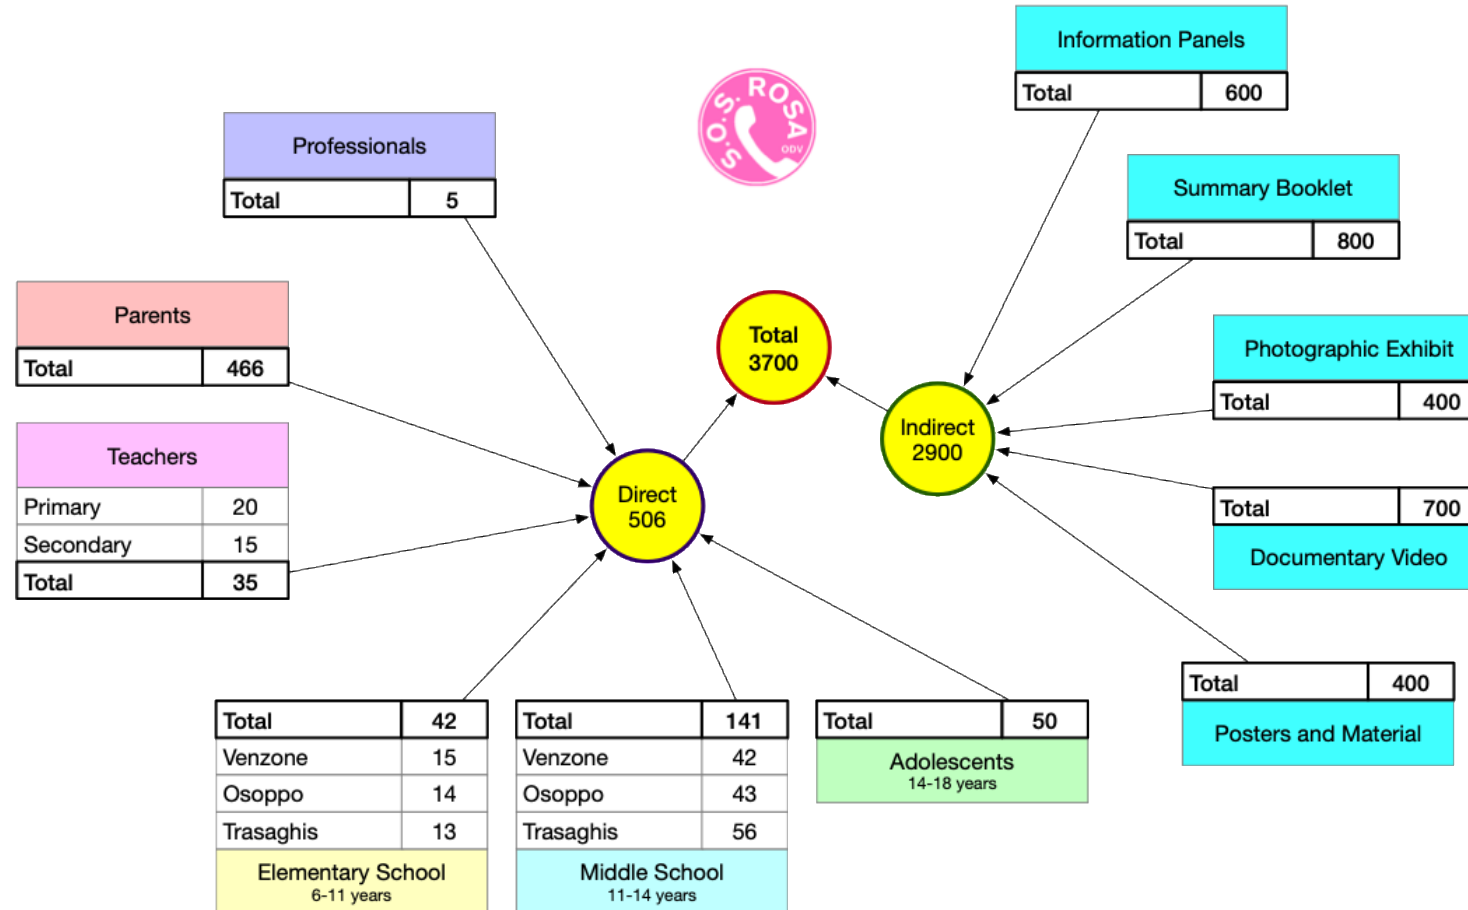 S.O.S. ROSA
ODV
Information Panels
Total 600
Professionals
Total 5
Summary Booklet
Total 800
Parents
Total 466
Total
3700
Photographic Exhibit
Total 400
Indirect
2900
Teachers
Primary 20
Secondary 15
Total 35
Direct
506
Total 700
Documentary Video
Total 400
Posters and Material
Total 42
Venzone 15
Osoppo 14
Trasaghis 13
Elementary School
6-11 years
Total 141
Venzone 42
Osoppo 43
Trasaghis 56
Middle School
11-14 years
Total 50
Adolescents
14-18 years